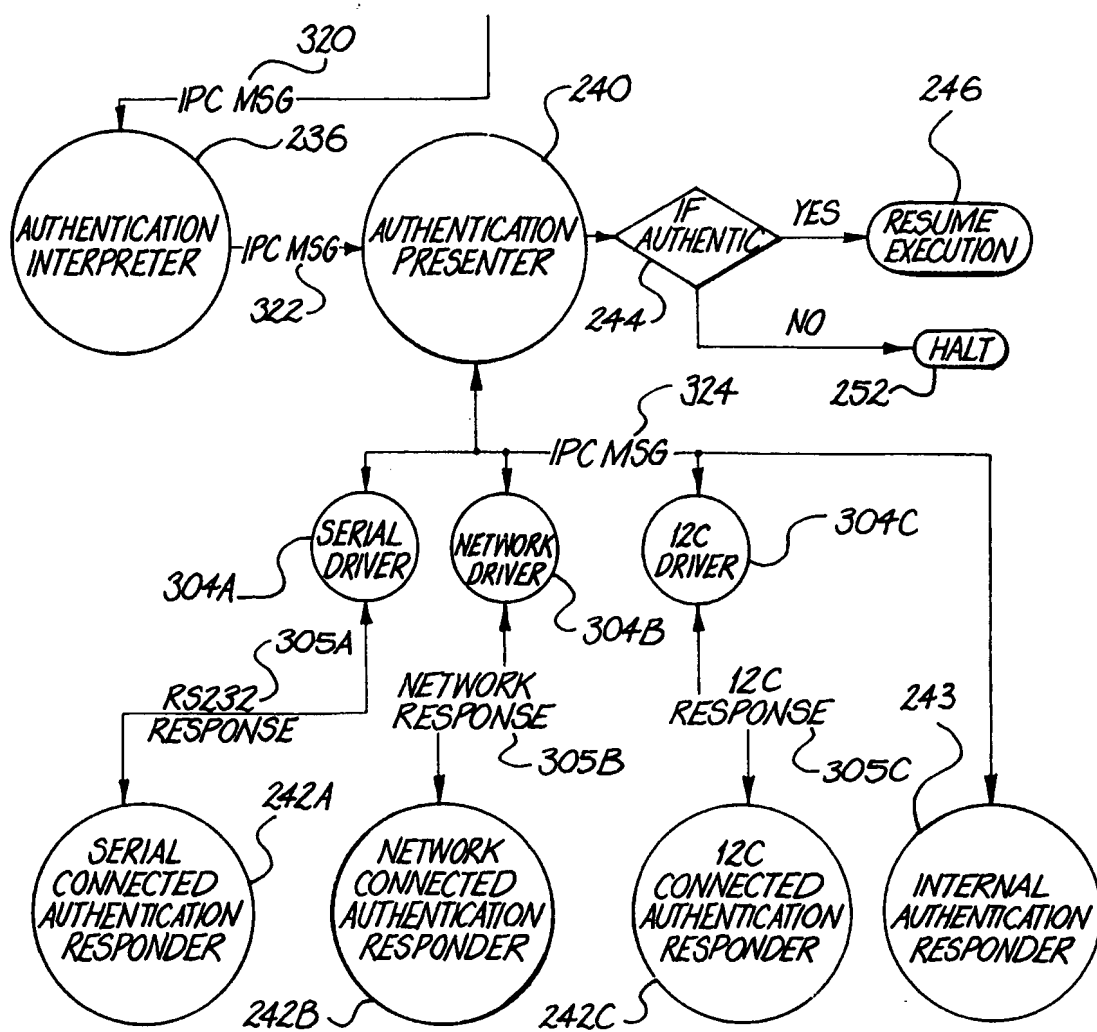 320
IPC MSG
236
240
246
AUTHENTICATION
INTERPRETER
IPC MSG
322
AUTHENTICATION
PRESENTER
IF
AUTHENTIC
244
YES
RESUME
EXECUTION
NO
HALT
252
324
IPC MSG
SERIAL
DRIVER
304A
NETWORK
DRIVER
304B
12C
DRIVER
304C
305A
RS232
RESPONSE
NETWORK
RESPONSE
305B
12C
RESPONSE
305C
243
242A
SERIAL
CONNECTED
AUTHENTICATION
RESPONDER
NETWORK
CONNECTED
AUTHENTICATION
RESPONDER
242B
12C
CONNECTED
AUTHENTICATION
RESPONDER
242C
INTERNAL
AUTHENTICATION
RESPONDER